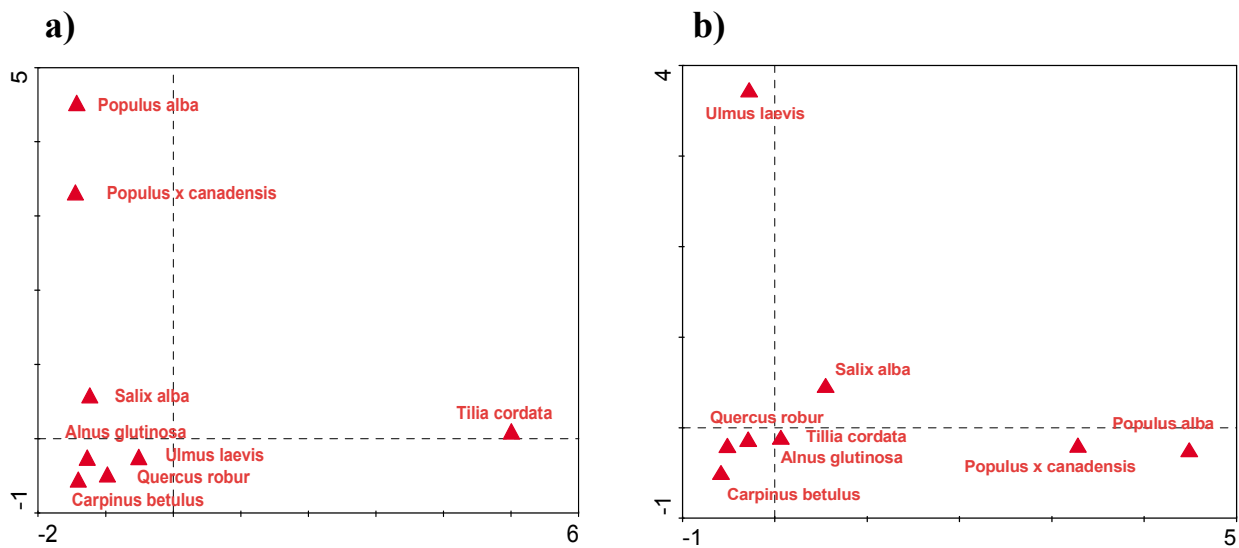 a)
5
Populus alba
Populus x canadensis
Salix alba
Tilia cordata
Alnus glutinosa
Ulmus laevis
Quercus robur
Carpinus betulus
-1
-2
6
b)
4
Ulmus laevis
Salix alba
Quercus robur
Populus alba
Tillia cordata
Alnus glutinosa
Populus x canadensis
Carpinus betulus
-1
-1
5